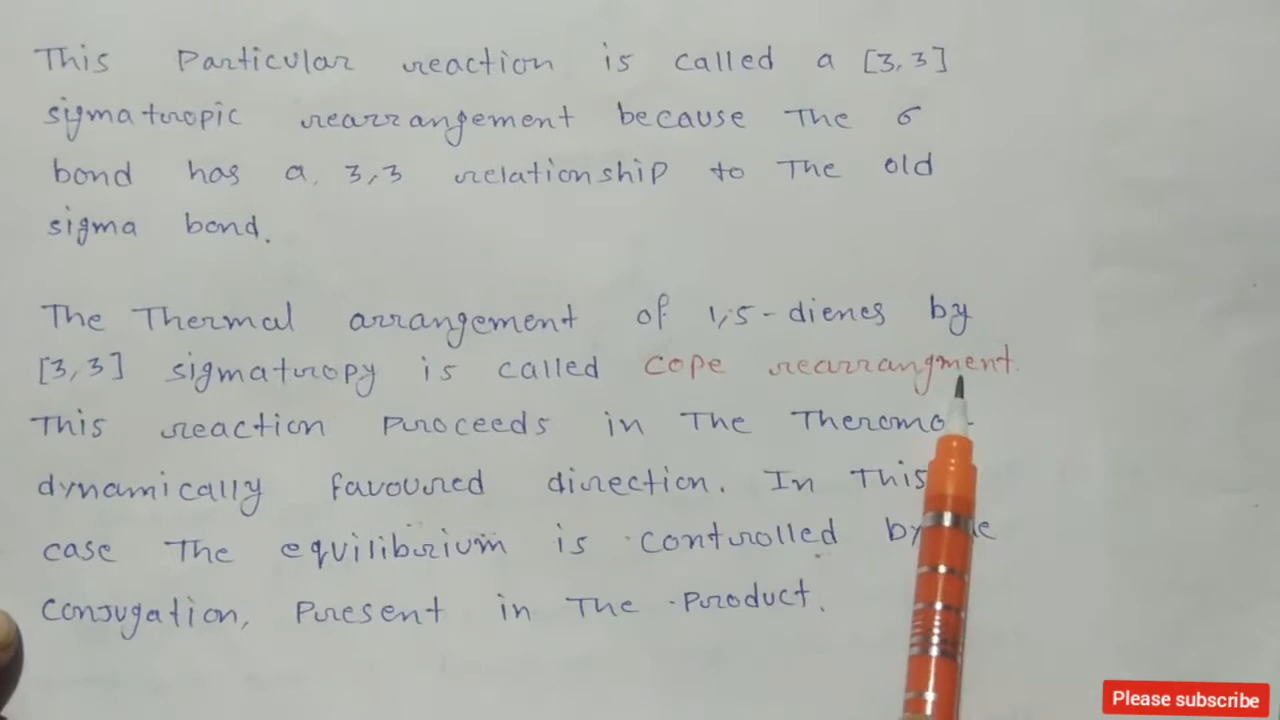 This Particular reaction is called a [3,3]
sigmatropic rearrangement because The σ
bond has a 3,3 relationship to The old
sigma bond.
The Thermal arrangement of 1,5-dienes by
[3,3] sigmatropy is called Cope rearrangment.
This reaction Proceeds in The Theromo-
dynamically favoured direction. In This
case The equilibrium is controlled by
Conjugation, Present in The Product.
Please subscribe